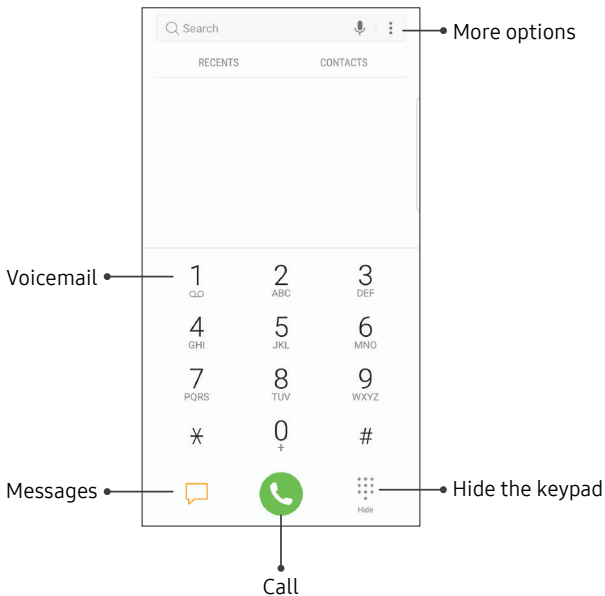 Search
More options
RECENTS CONTACTS
Voicemail
1 2 3
ABC DEF
4 5 6
GHI JKL MNO
7 8 9
PQRS TUV WXYZ
* 0 #
+
Messages
Hide the keypad
Hide
Call